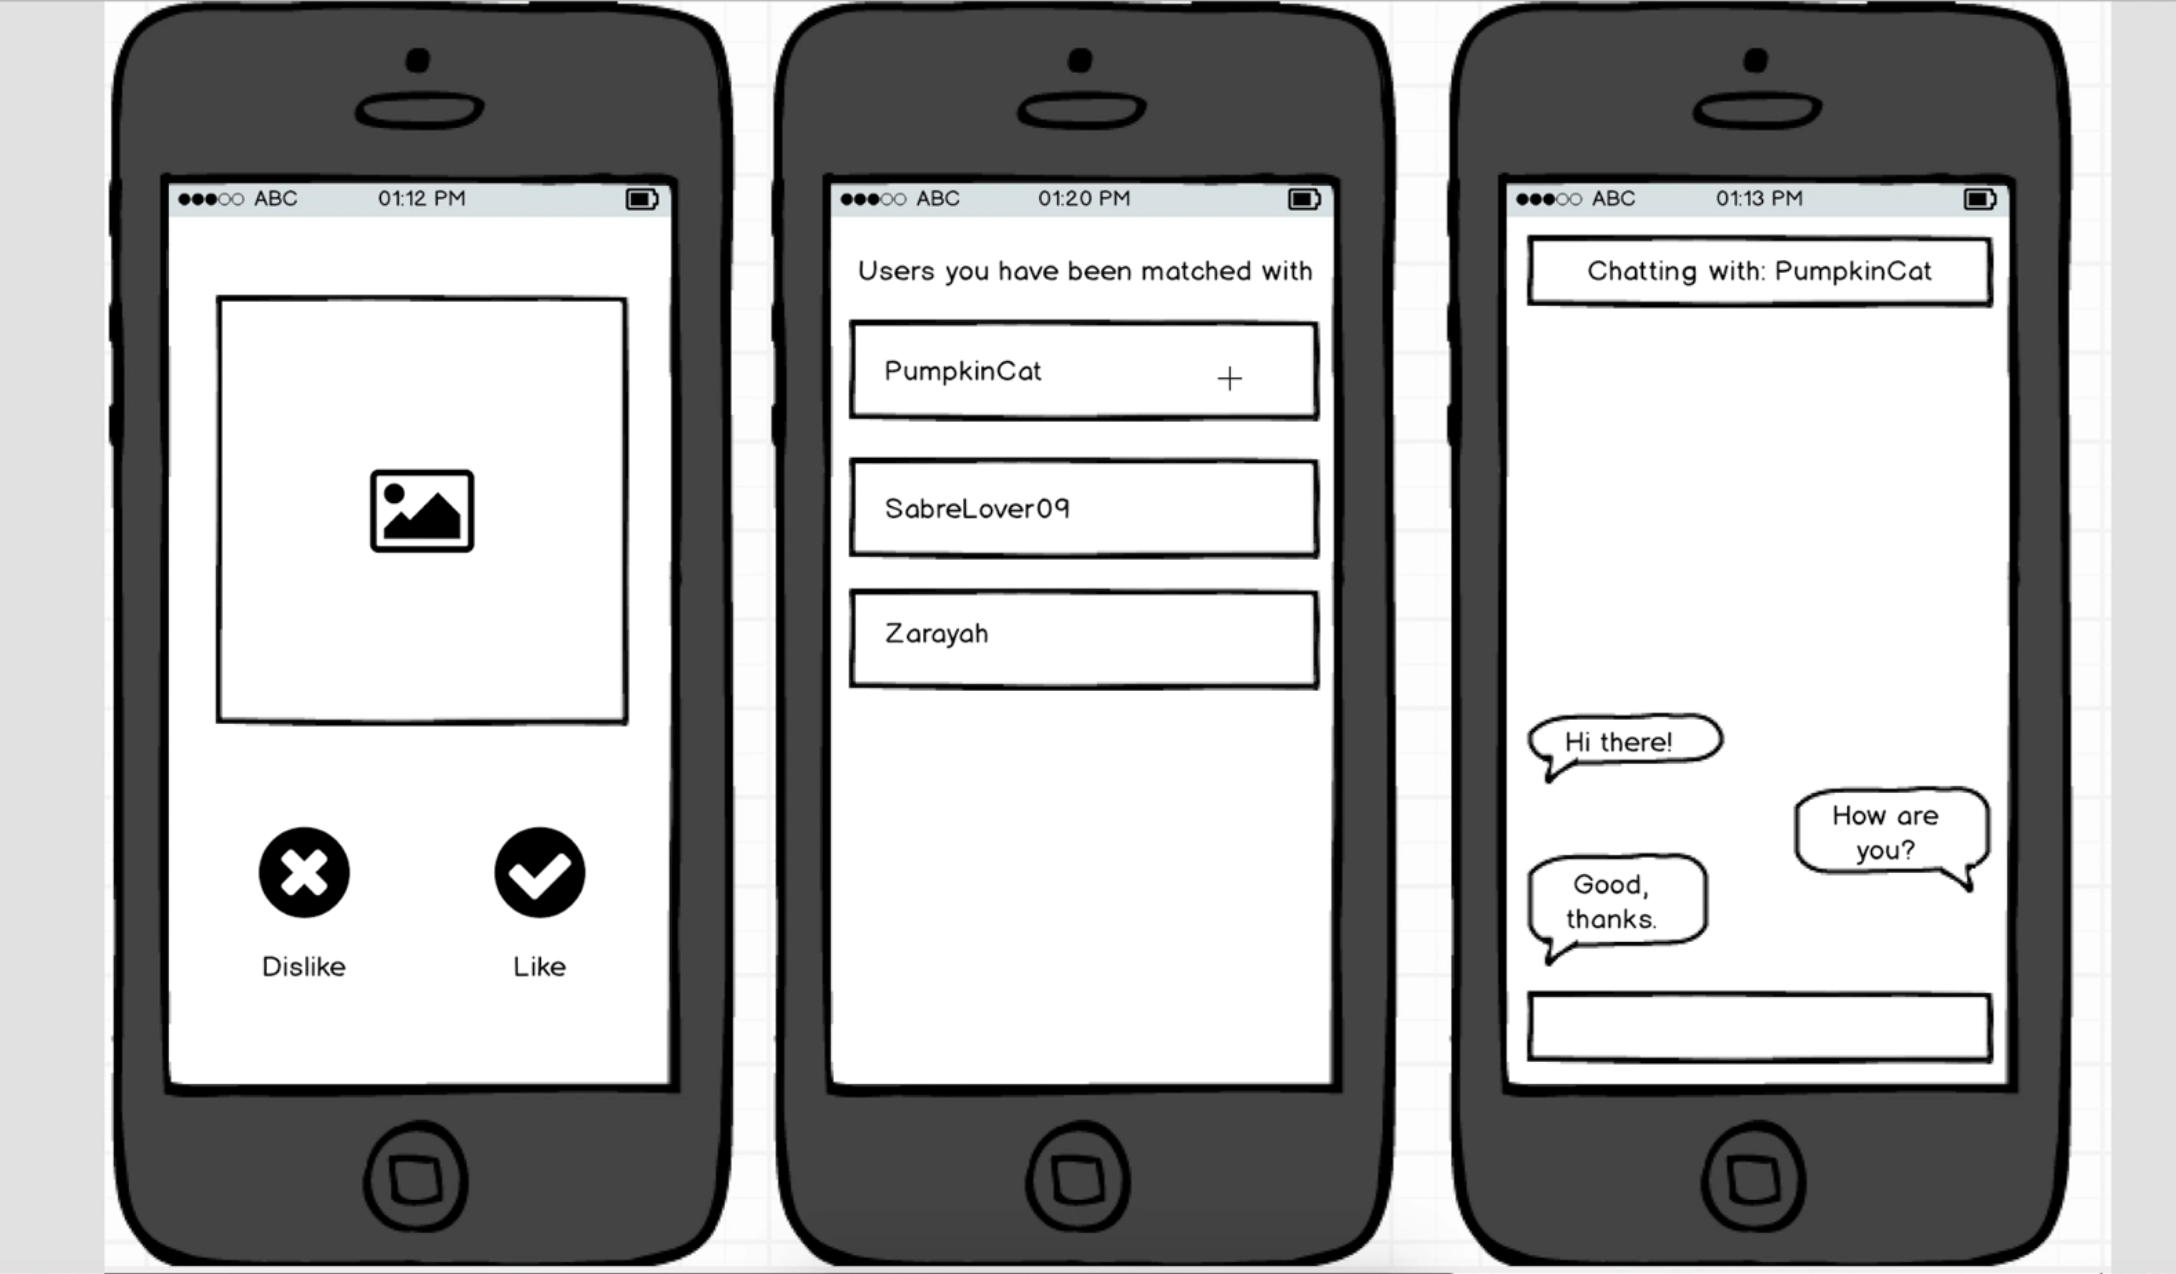 ABC 01:12 PM
Dislike
Like
ABC 01:20 PM
Users you have been matched with
PumpkinCat
SabreLover09
Zarayah
ABC 01:13 PM
Chatting with: PumpkinCat
Hi there!
How are
you?
Good,
thanks.